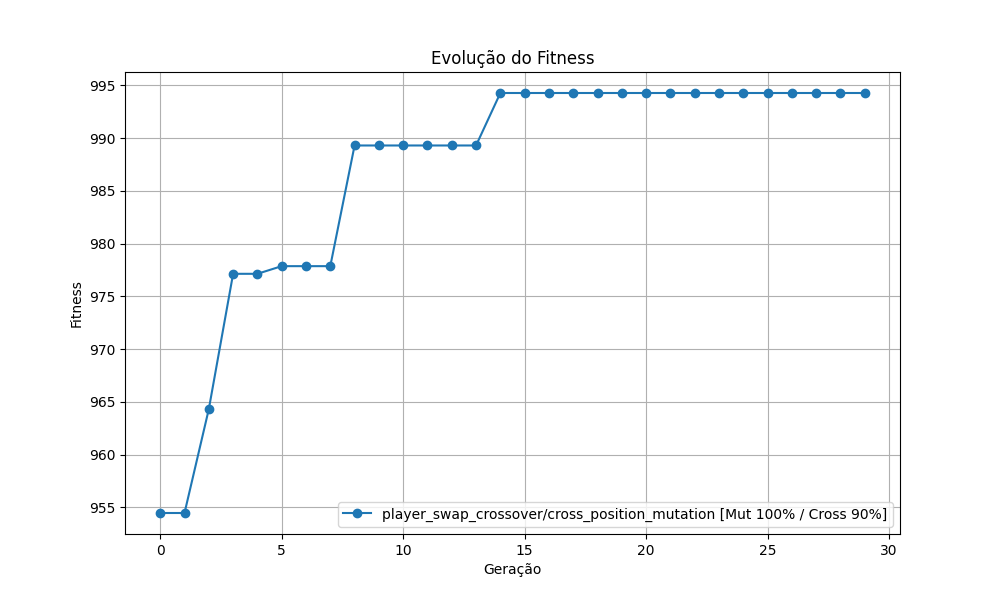 Evolução do Fitness
Fitness
995
990
985
980
975
970
965
960
955
player_swap_crossover/cross_position_mutation [Mut 100% / Cross 90%]
0 5 10 15 20 25 30
Geração